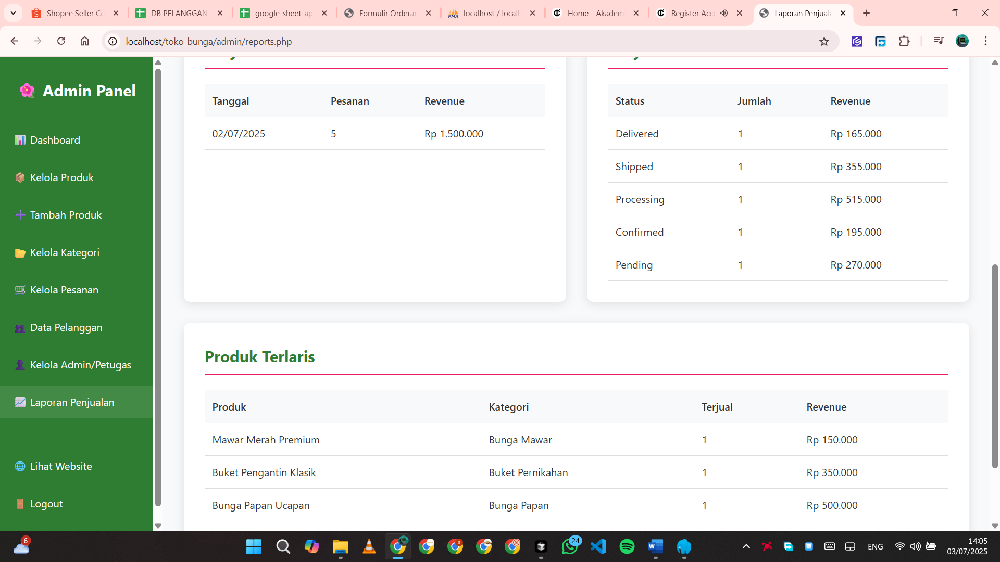 Shopee Seller Ce
DB PELANGGAN
google-sheet-ap
Formulir Orderar
localhost / localh
Home - Akadem
Register Acc
Laporan Penjuala
localhost/toko-bunga/admin/reports.php
Admin Panel
Dashboard
Kelola Produk
Tambah Produk
Kelola Kategori
Kelola Pesanan
Data Pelanggan
Kelola Admin/Petugas
Laporan Penjualan
Lihat Website
Logout
Tanggal Pesanan Revenue
02/07/2025 5 Rp 1.500.000
Status Jumlah Revenue
Delivered 1 Rp 165.000
Shipped 1 Rp 355.000
Processing 1 Rp 515.000
Confirmed 1 Rp 195.000
Pending 1 Rp 270.000
Produk Terlaris
Produk Kategori Terjual Revenue
Mawar Merah Premium Bunga Mawar 1 Rp 150.000
Buket Pengantin Klasik Buket Pernikahan 1 Rp 350.000
Bunga Papan Ucapan Bunga Papan 1 Rp 500.000
6
24
ENG
14:05
03/07/2025